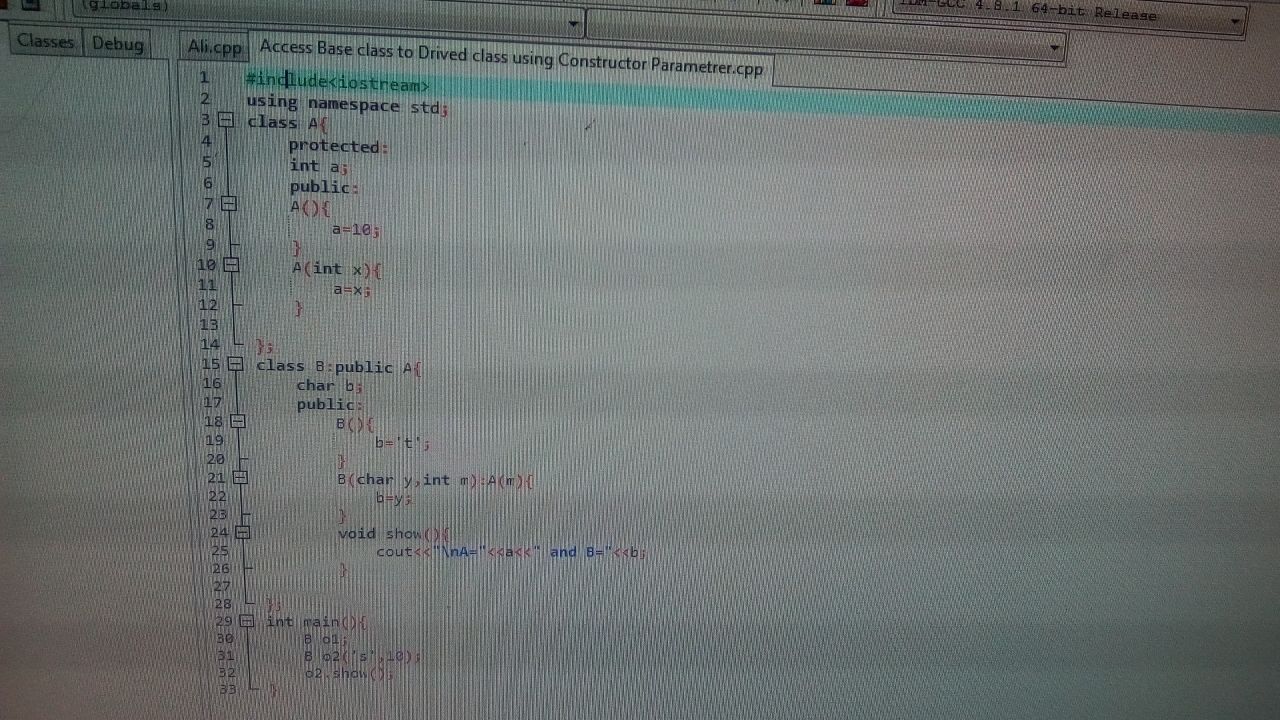 (globals)
TDM-GCC 4.8.1 64-bit Release
Classes Debug Ali.cpp Access Base class to Drived class using Constructor Parametrer.cpp
1 #include<iostream>
2 using namespace std;
3 class A{
4 protected:
5 int a;
6 public:
7 A(){
8 a=10;
9 }
10 A(int x){
11 a=x;
12 }
13
14 };
15 class B:public A{
16 char b;
17 public:
18 B(){
19 b='t';
20 }
21 B(char y,int m):A(m){
22 b=y;
23 }
24 void show(){
25 cout<<"\nA="<<a<<" and B="<<b;
26 }
27
28 };
29 int main(){
30 B o1;
31 B o2('s',10);
32 o2.show();
33 }